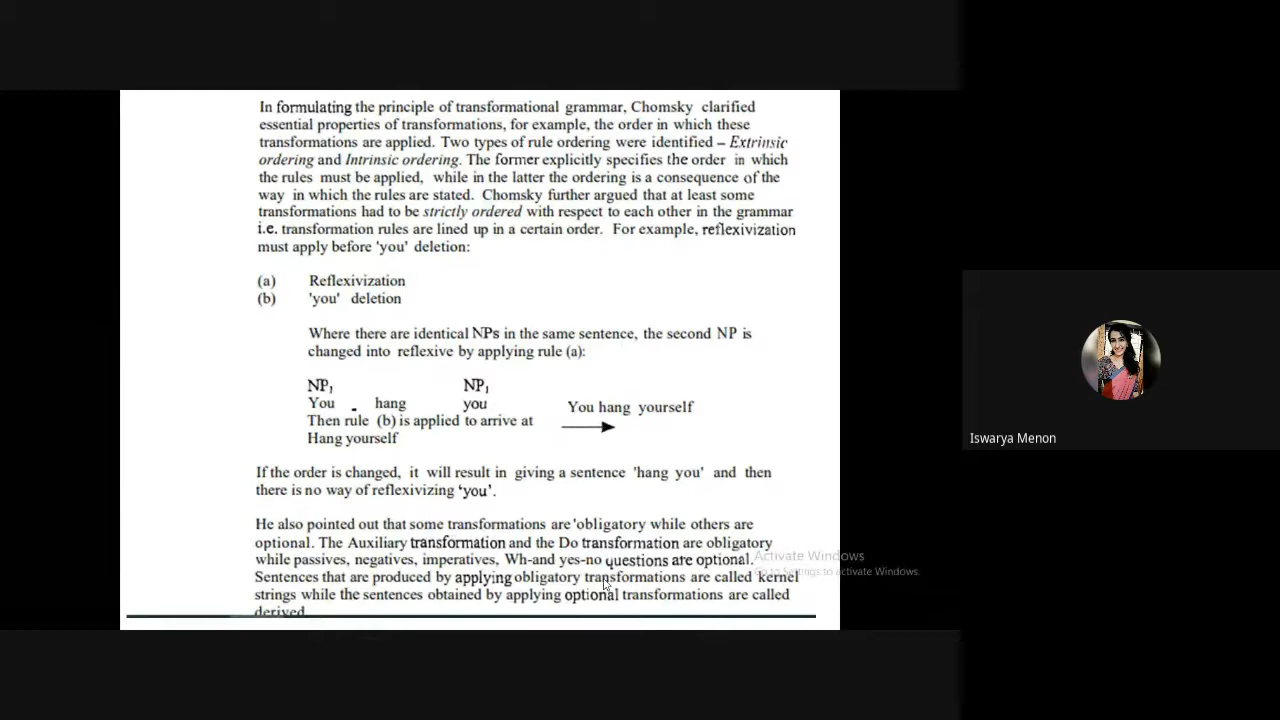 In formulating the principle of transformational grammar, Chomsky clarified
essential properties of transformations, for example, the order in which these
transformations are applied. Two types of rule ordering were identified – Extrinsic
ordering and Intrinsic ordering. The former explicitly specifies the order in which
the rules must be applied, while in the latter the ordering is a consequence of the
way in which the rules are stated. Chomsky further argued that at least some
transformations had to be strictly ordered with respect to each other in the grammar
i.e. transformation rules are lined up in a certain order. For example, reflexivization
must apply before 'you' deletion:
(a) Reflexivization
(b) 'you' deletion
Where there are identical NPs in the same sentence, the second NP is
changed into reflexive by applying rule (a):
NP₁ NP₁
You hang you You hang yourself
Then rule (b) is applied to arrive at
Hang yourself
If the order is changed, it will result in giving a sentence 'hang you' and then
there is no way of reflexivizing ‘you’.
He also pointed out that some transformations are 'obligatory while others are
optional. The Auxiliary transformation and the Do transformation are obligatory
while passives, negatives, imperatives, Wh-and yes-no questions are optional.
Sentences that are produced by applying obligatory transformations are called kernel
strings while the sentences obtained by applying optional transformations are called
derived
Activate Windows
Go to Settings to activate Windows.
Iswarya Menon